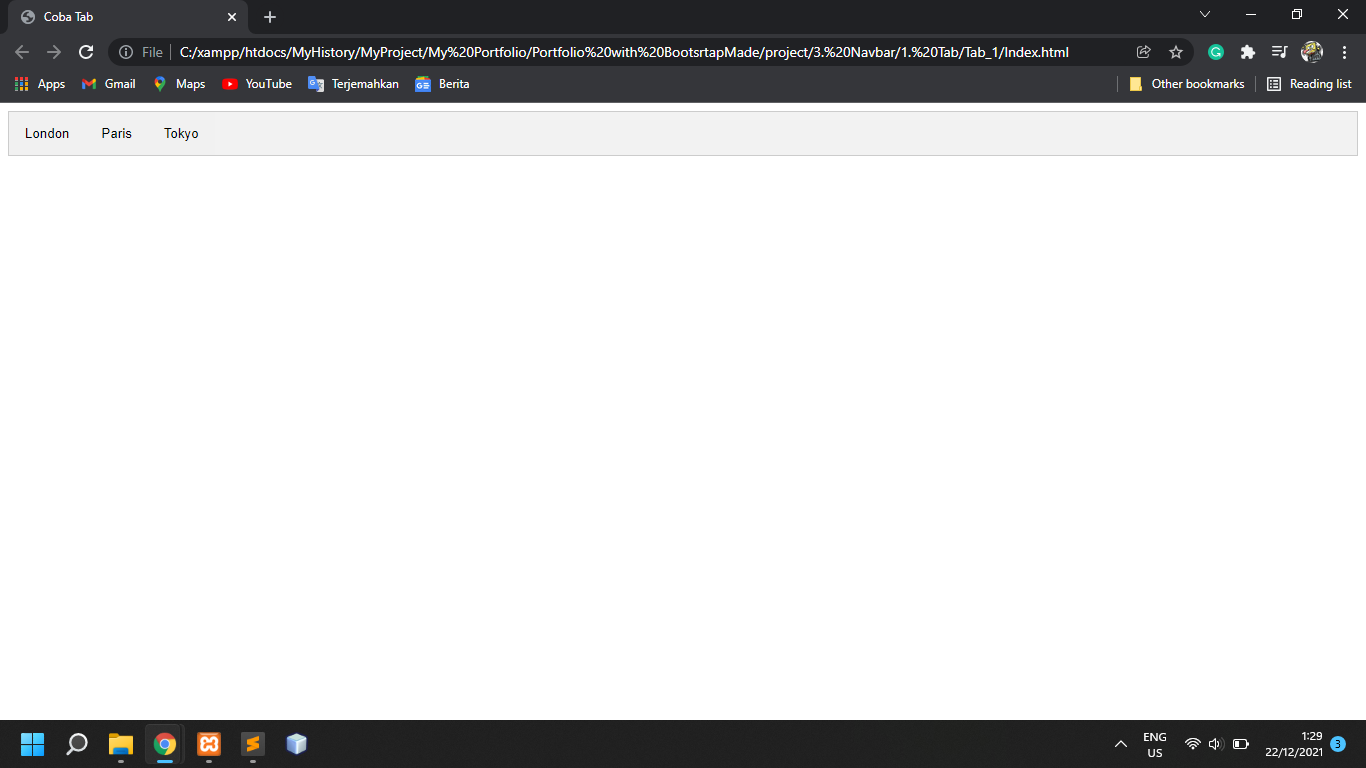 Coba Tab
File
C:/xampp/htdocs/MyHistory/MyProject/My%20Portfolio/Portfolio%20with%20BootsrtapMade/project/3.%20Navbar/1.%20Tab/Tab_1/Index.html
Apps Gmail Maps YouTube Terjemahkan Berita Other bookmarks Reading list
London Paris Tokyo
ENG
US
1:29
22/12/2021
3